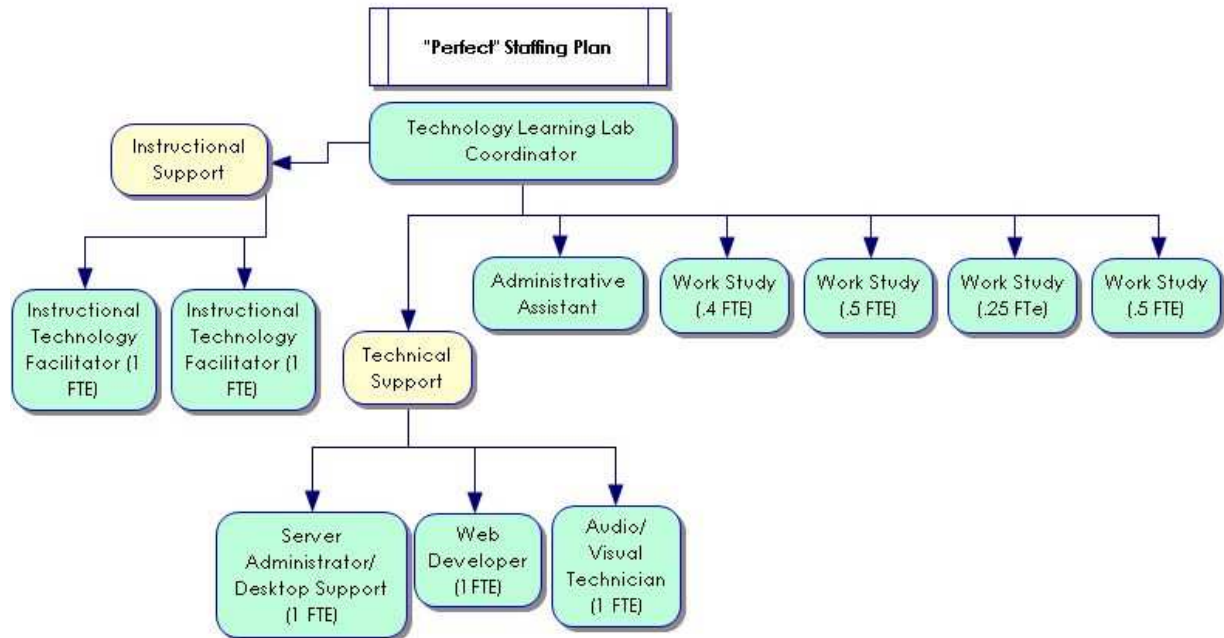 "Perfect" Staffing Plan
Technology Learning Lab
Coordinator
Instructional
Support
Instructional
Technology
Facilitator (1
FTE)
Instructional
Technology
Facilitator (1
FTE)
Administrative
Assistant
Work Study
(.4 FTE)
Work Study
(.5 FTE)
Work Study
(.25 FTe)
Work Study
(.5 FTE)
Technical
Support
Server
Administrator/
Desktop Support
(1 FTE)
Web
Developer
(1 FTE)
Audio/
Visual
Technician
(1 FTE)